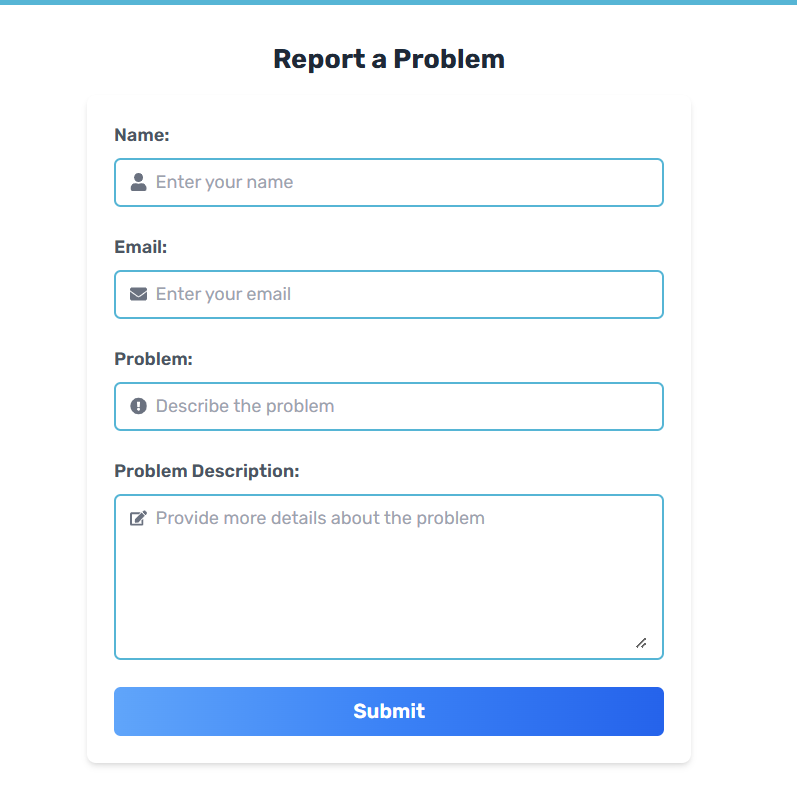 Report a Problem
Name:
Enter your name
Email:
Enter your email
Problem:
Describe the problem
Problem Description:
Provide more details about the problem
Submit